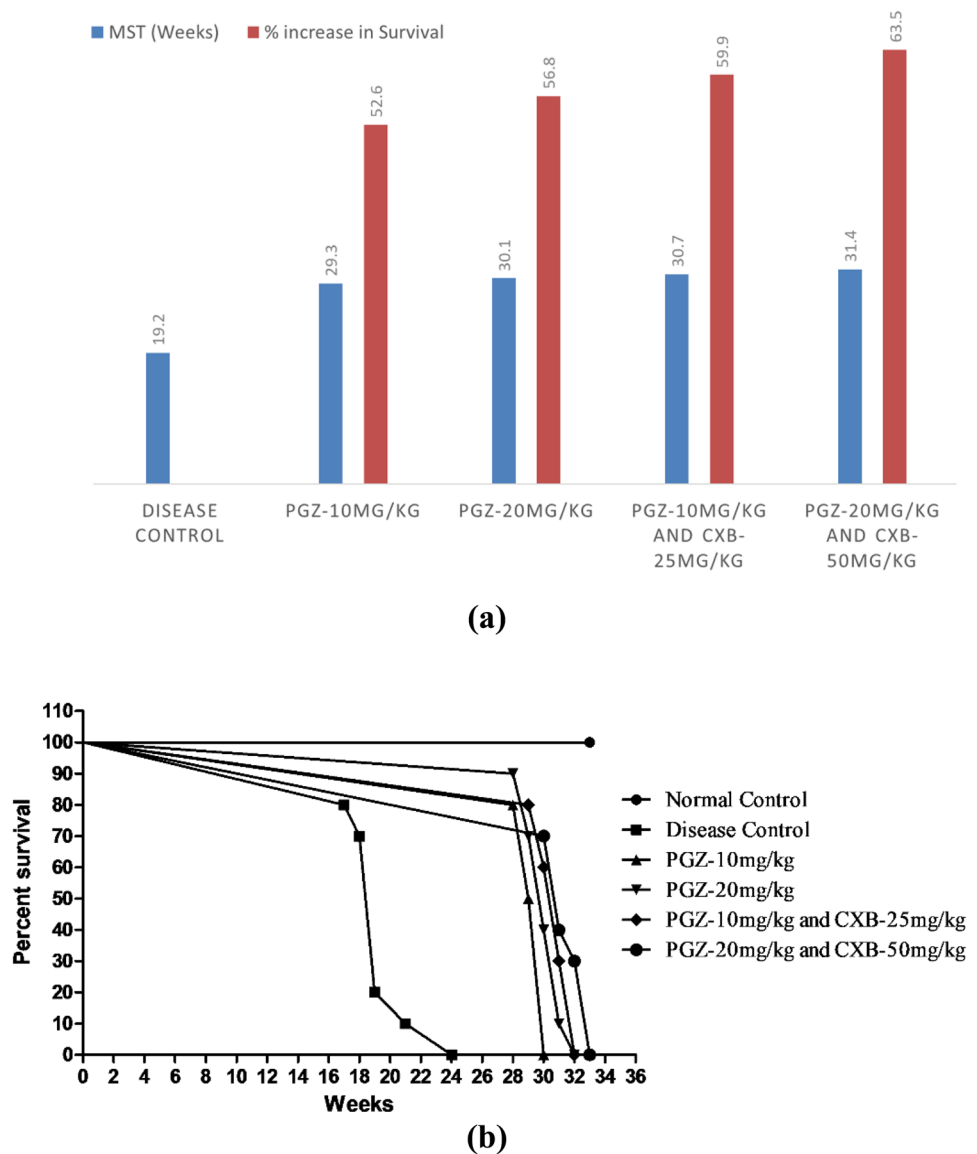 MST (Weeks) % increase in Survival
19.2
29.3
52.6
30.1
56.8
30.7
59.9
31.4
63.5
DISEASE
CONTROL
PGZ-10MG/KG
PGZ-20MG/KG
PGZ-10MG/KG
AND CXB-
25MG/KG
PGZ-20MG/KG
AND CXB-
50MG/KG
(a)
Percent survival
110
100
90
80
70
60
50
40
30
20
10
0
0 2 4 6 8 10 12 14 16 18 20 22 24 26 28 30 32 34 36
Weeks
Normal Control
Disease Control
PGZ-10mg/kg
PGZ-20mg/kg
PGZ-10mg/kg and CXB-25mg/kg
PGZ-20mg/kg and CXB-50mg/kg
(b)